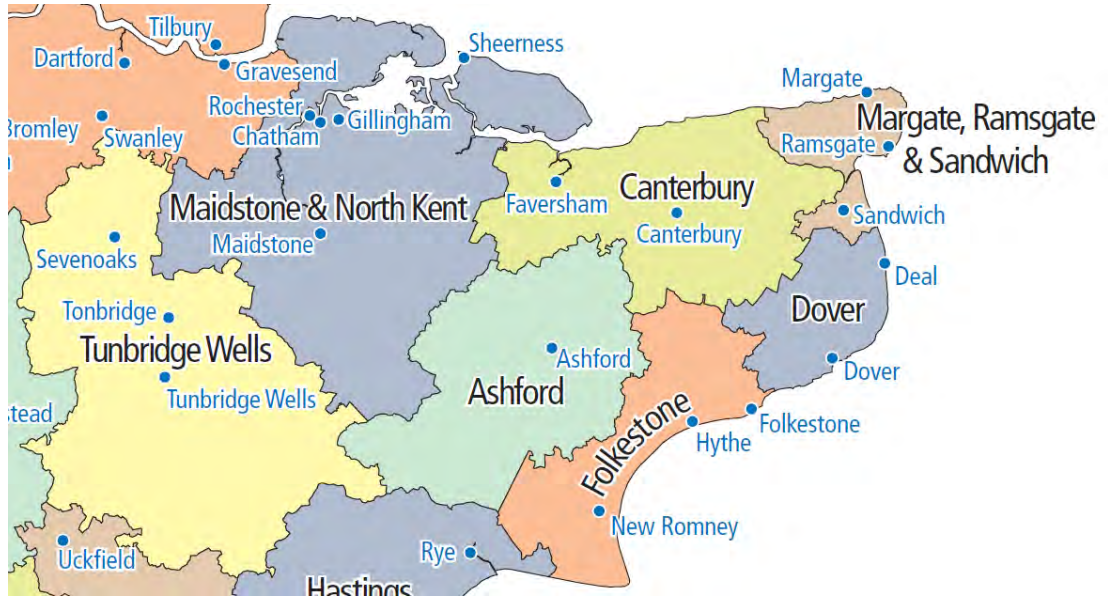 Tilbury
Sheerness
Dartford
Gravesend
Margate
Rochester
Gillingham
Chatham
Bromley
Swanley
Margate, Ramsgate
& Sandwich
Ramsgate
Canterbury
Faversham
Canterbury
Maidstone & North Kent
Maidstone
Sandwich
Sevenoaks
Deal
Tonbridge
Dover
Tunbridge Wells
Ashford
Dover
Tunbridge Wells
Ashford
stead
Folkestone
Folkestone
Hythe
New Romney
Uckfield
Rye
Hastings